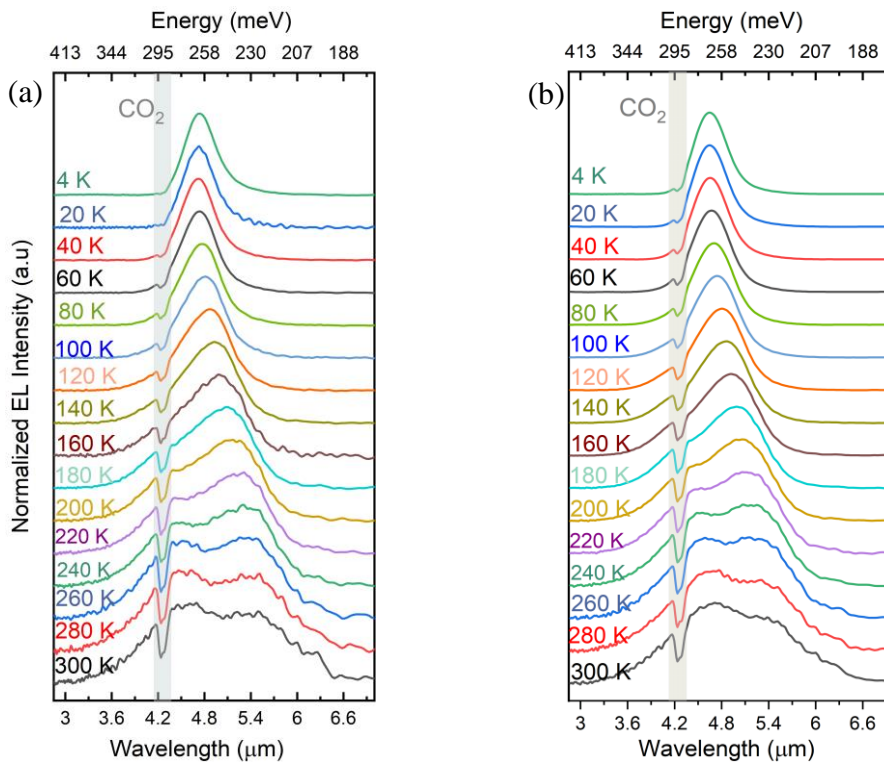 Energy (meV)
413 344 295 258 230 207 188
(a)
CO₂
4 K
20 K
40 K
60 K
80 K
100 K
120 K
140 K
160 K
180 K
200 K
220 K
240 K
260 K
280 K
300 K
Normalized EL Intensity (a.u)
3 3.6 4.2 4.8 5.4 6 6.6
Wavelength (μm)
Energy (meV)
413 344 295 258 230 207 188
(b)
CO₂
4 K
20 K
40 K
60 K
80 K
100 K
120 K
140 K
160 K
180 K
200 K
220 K
240 K
260 K
280 K
300 K
3 3.6 4.2 4.8 5.4 6 6.6
Wavelength (μm)